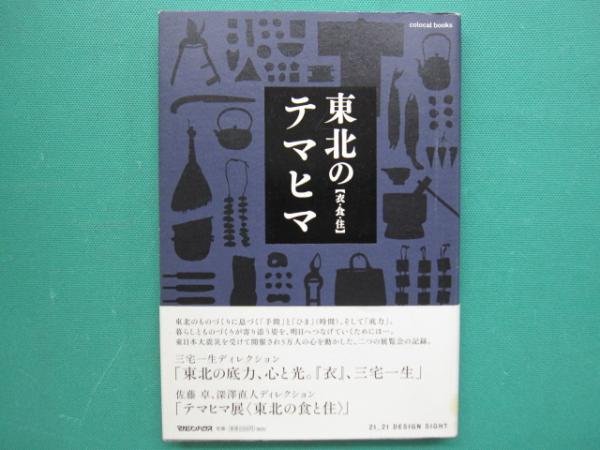 colocal books
東北の
テマヒマ
【衣・食・住】
東北のものづくりに息づく「手間」と「ひま」(時間)、そして「底力」。
暮らしとものづくりが寄り添う姿を、明日へつなげていくためには―。
東日本大震災を受けて開催され5万人の心を動かした、二つの展覧会の記録。
三宅一生ディレクション
「東北の底力、心と光。『衣』、三宅一生」
佐藤 卓、深澤直人ディレクション
「テマヒマ展〈東北の食と住〉」
マガジンハウス
21_21 DESIGN SIGHT